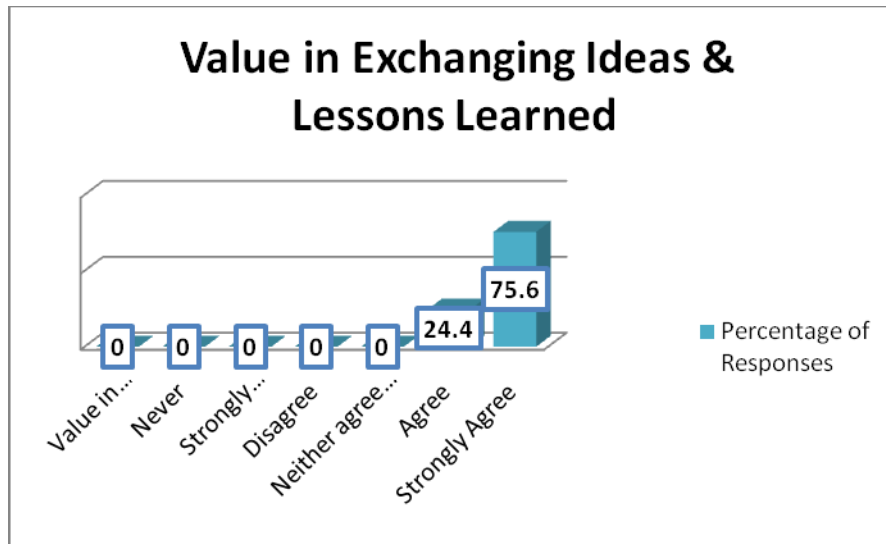 Value in Exchanging Ideas &
Lessons Learned
0
0
0
0
0
24.4
75.6
Value in...
Never
Strongly...
Disagree
Neither agree...
Agree
Strongly Agree
Percentage of
Responses